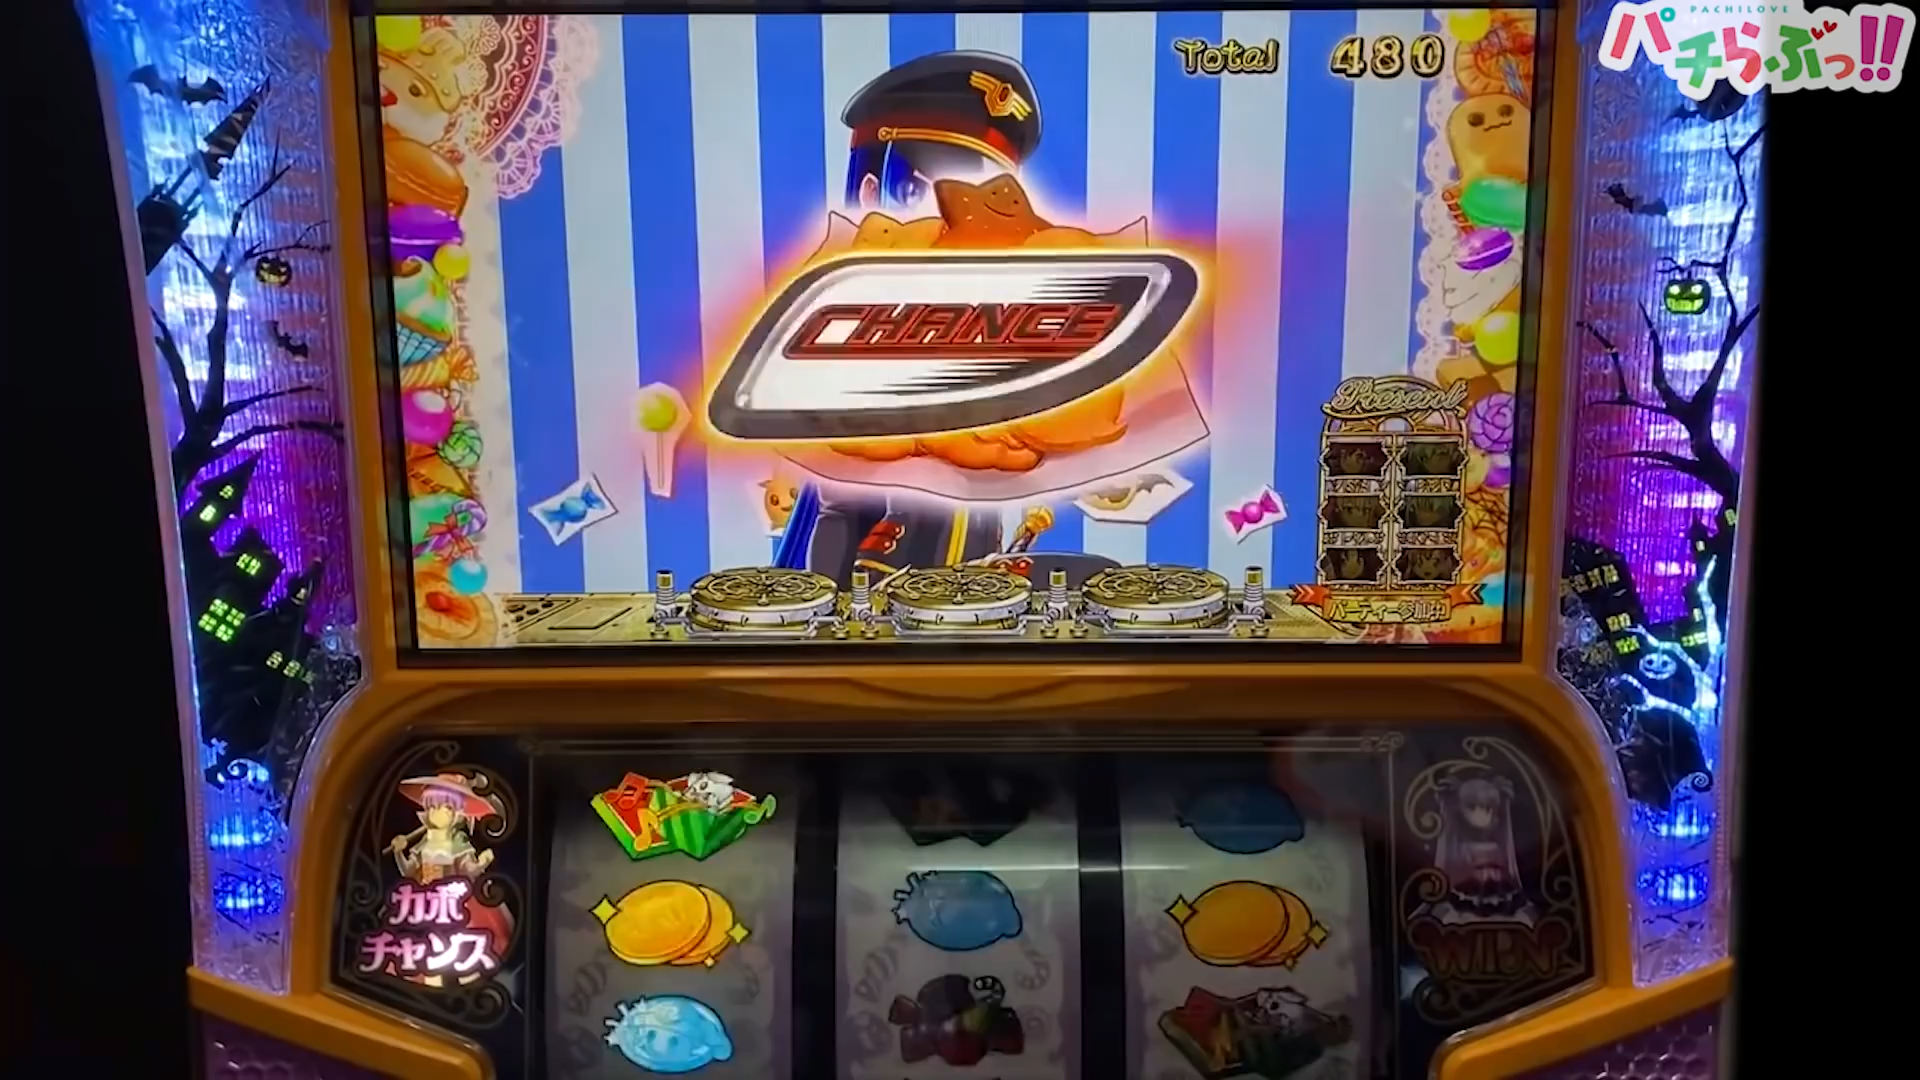 PACHILOVE
パチらぶっ!!
Total 480
CHANCE
Present
パーティー参加中
カボ
チャンス
WIN